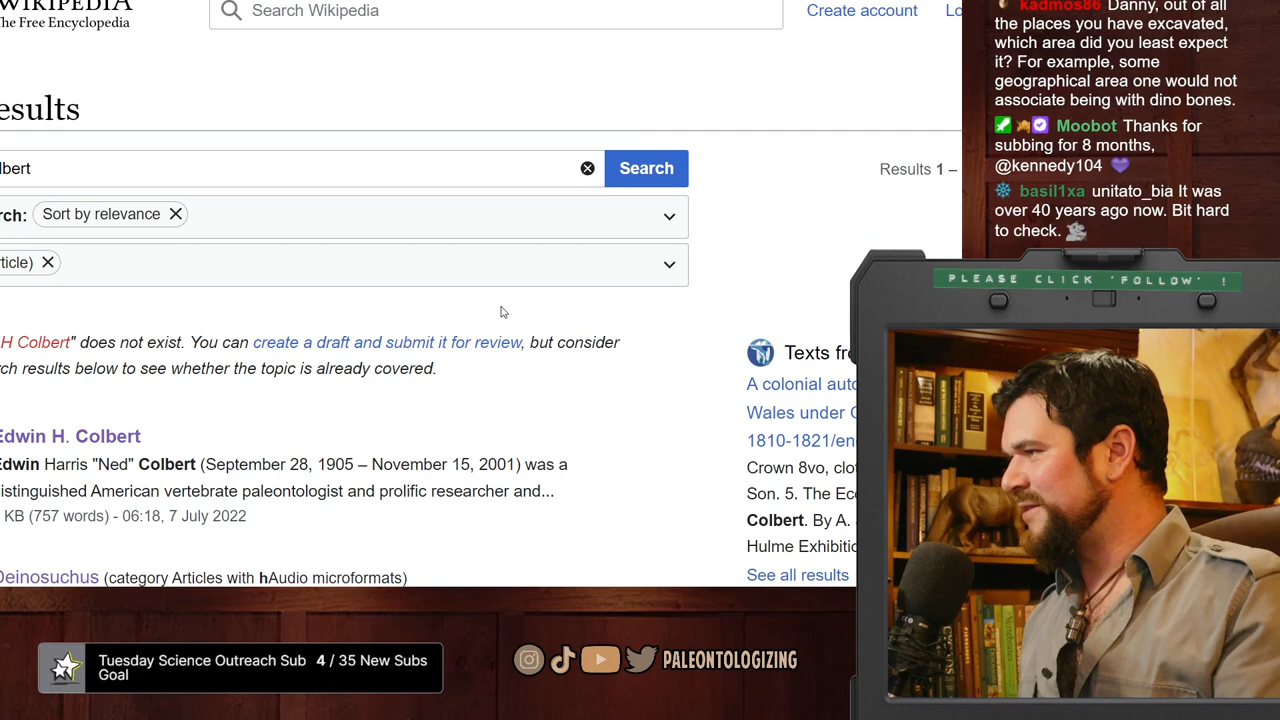 WIKIPEDIA
The Free Encyclopedia
Search Wikipedia
Create account
Lo
esults
lbert
Search
Results 1 –
rch: Sort by relevance
ticle)
H Colbert" does not exist. You can create a draft and submit it for review, but consider
rch results below to see whether the topic is already covered.
Edwin H. Colbert
Edwin Harris "Ned" Colbert (September 28, 1905 – November 15, 2001) was a
istinguished American vertebrate paleontologist and prolific researcher and...
KB (757 words) - 06:18, 7 July 2022
Deinosuchus (category Articles with hAudio microformats)
Texts fro
A colonial auto
Wales under
1810-1821/en
Crown 8vo, clot
Son. 5. The Eco
Colbert. By A.
Hulme Exhibitio
See all results
kadmos86 Danny, out of all
the places you have excavated,
which area did you least expect
it? For example, some
geographical area one would not
associate being with dino bones.
Moobot Thanks for
subbing for 8 months,
@kennedy104
basil1xa unitato_bia It was
over 40 years ago now. Bit hard
to check.
PLEASE CLICK 'FOLLOW' !
Tuesday Science Outreach Sub 4 / 35 New Subs
Goal
PALEONTOLOGIZING